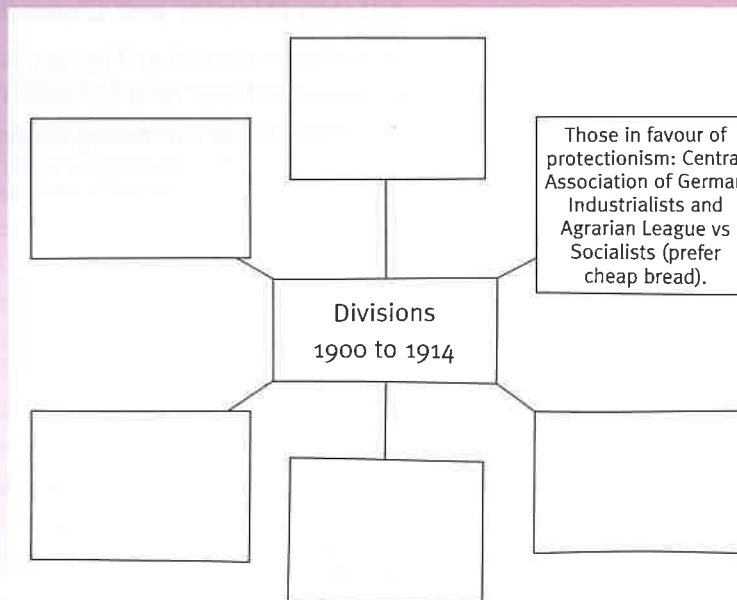 Those in favour of
protectionism: Centra
Association of German
Industrialists and
Agrarian League vs
Socialists (prefer
cheap bread).
Divisions
1900 to 1914